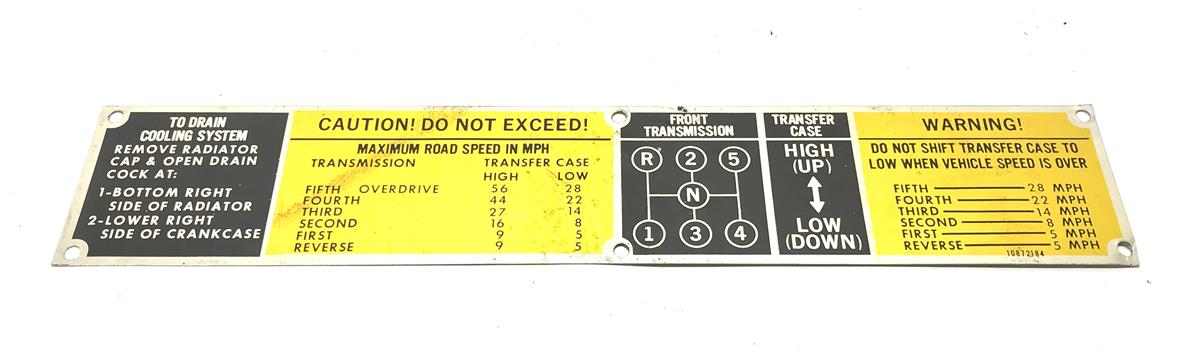 TO DRAIN
COOLING SYSTEM
REMOVE RADIATOR
CAP & OPEN DRAIN
COCK AT:
1-BOTTOM RIGHT
SIDE OF RADIATOR
2-LOWER RIGHT
SIDE OF CRANKCASE
CAUTION! DO NOT EXCEED!
MAXIMUM ROAD SPEED IN MPH
TRANSMISSION TRANSFER CASE
HIGH LOW
FIFTH OVERDRIVE 56 28
FOURTH 44 22
THIRD 27 14
SECOND 16 8
FIRST 9 5
REVERSE 9 5
FRONT
TRANSMISSION
R 2 5
N
1 3 4
TRANSFER
CASE
HIGH
(UP)
LOW
(DOWN)
WARNING!
DO NOT SHIFT TRANSFER CASE TO
LOW WHEN VEHICLE SPEED IS OVER
FIFTH 28 MPH
FOURTH 22 MPH
THIRD 14 MPH
SECOND 8 MPH
FIRST 5 MPH
REVERSE 5 MPH
10872184